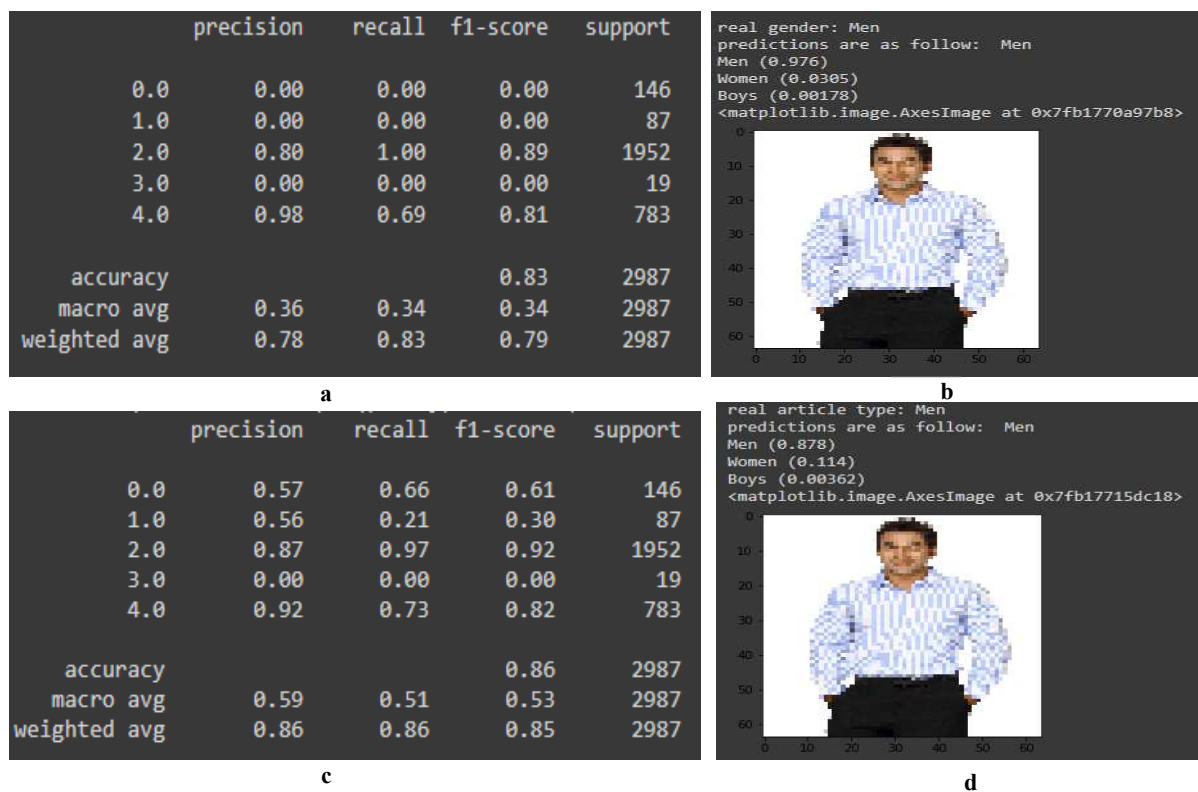 precision recall f1-score support
0.0 0.00 0.00 0.00 146
1.0 0.00 0.00 0.00 87
2.0 0.80 1.00 0.89 1952
3.0 0.00 0.00 0.00 19
4.0 0.98 0.69 0.81 783
accuracy 0.83 2987
macro avg 0.36 0.34 0.34 2987
weighted avg 0.78 0.83 0.79 2987
a
real gender: Men
predictions are as follow: Men
Men (0.976)
Women (0.0305)
Boys (0.00178)
<matplotlib.image.AxesImage at 0x7fb1770a97b8>
0
10
20
30
40
50
60
0 10 20 30 40 50 60
b
precision recall f1-score support
0.0 0.57 0.66 0.61 146
1.0 0.56 0.21 0.30 87
2.0 0.87 0.97 0.92 1952
3.0 0.00 0.00 0.00 19
4.0 0.92 0.73 0.82 783
accuracy 0.86 2987
macro avg 0.59 0.51 0.53 2987
weighted avg 0.86 0.86 0.85 2987
c
real article type: Men
predictions are as follow: Men
Men (0.878)
Women (0.114)
Boys (0.00362)
<matplotlib.image.AxesImage at 0x7fb17715dc18>
0
10
20
30
40
50
60
0 10 20 30 40 50 60
d